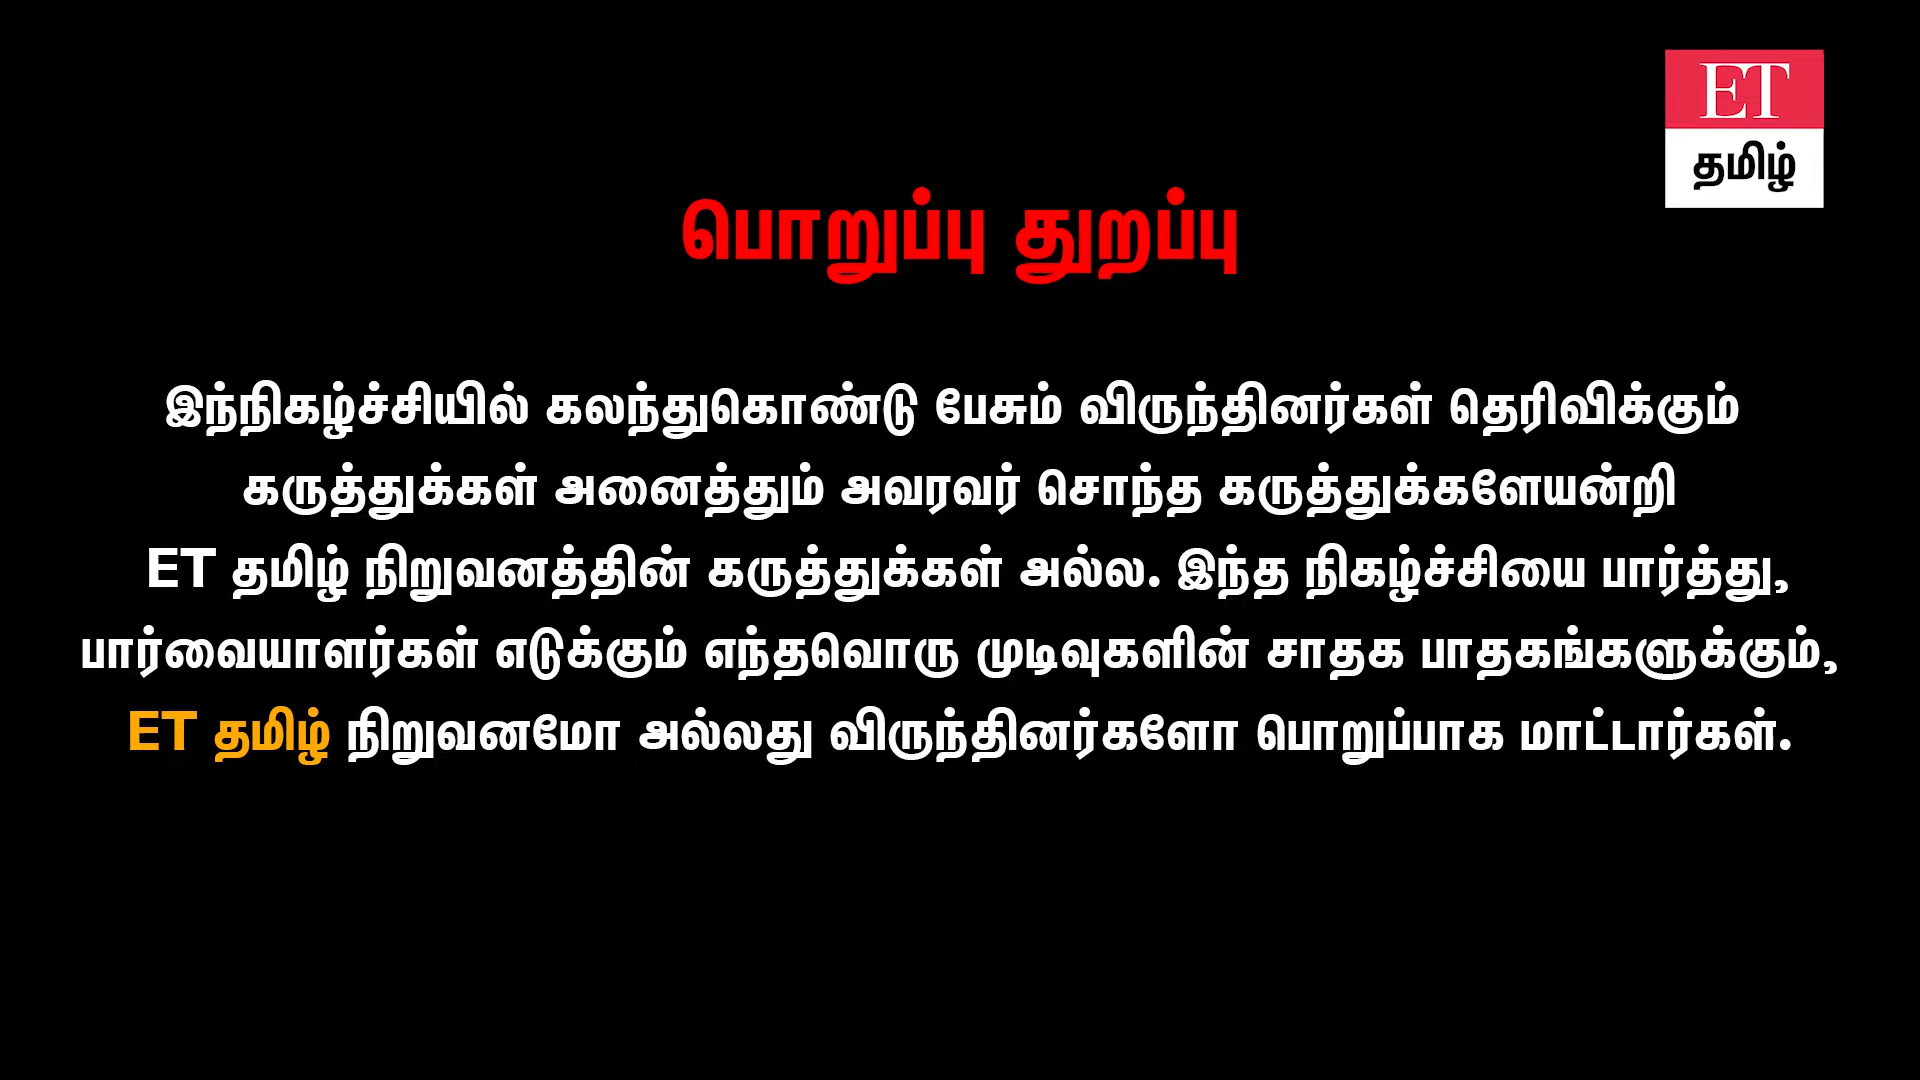 ET
தமிழ்
பொறுப்பு துறப்பு
இந்நிகழ்ச்சியில் கலந்துகொண்டு பேசும் விருந்தினர்கள் தெரிவிக்கும்
கருத்துக்கள் அனைத்தும் அவரவர் சொந்த கருத்துக்களேயன்றி
ET தமிழ் நிறுவனத்தின் கருத்துக்கள் அல்ல. இந்த நிகழ்ச்சியை பார்த்து,
பார்வையாளர்கள் எடுக்கும் எந்தவொரு முடிவுகளின் சாதக பாதகங்களுக்கும்,
ET தமிழ் நிறுவனமோ அல்லது விருந்தினர்களோ பொறுப்பாக மாட்டார்கள்.